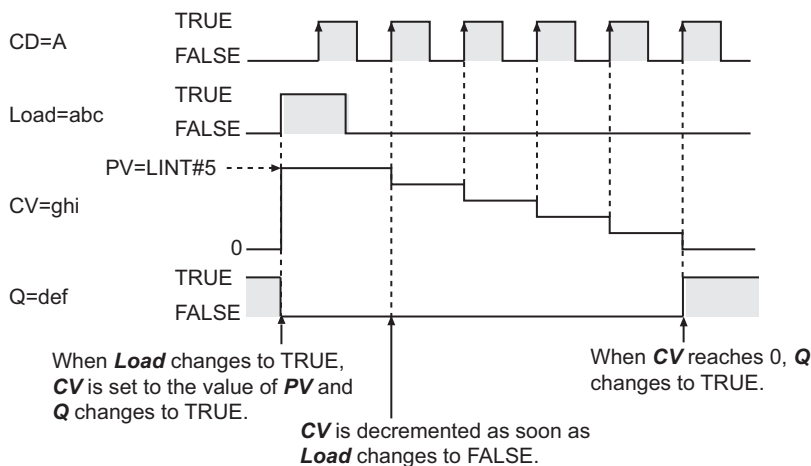 TRUE
CD=A
FALSE
TRUE
Load=abc
FALSE
PV=LINT#5
CV=ghi
0
TRUE
Q=def
FALSE
When Load changes to TRUE,
CV is set to the value of PV and
Q changes to TRUE.
CV is decremented as soon as
Load changes to FALSE.
When CV reaches 0, Q
changes to TRUE.